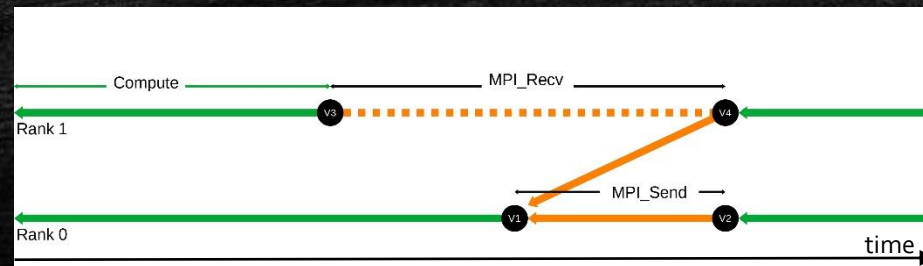 Compute
MPI_Recv
V3
V4
Rank 1
MPI_Send
V1
V2
Rank 0
time